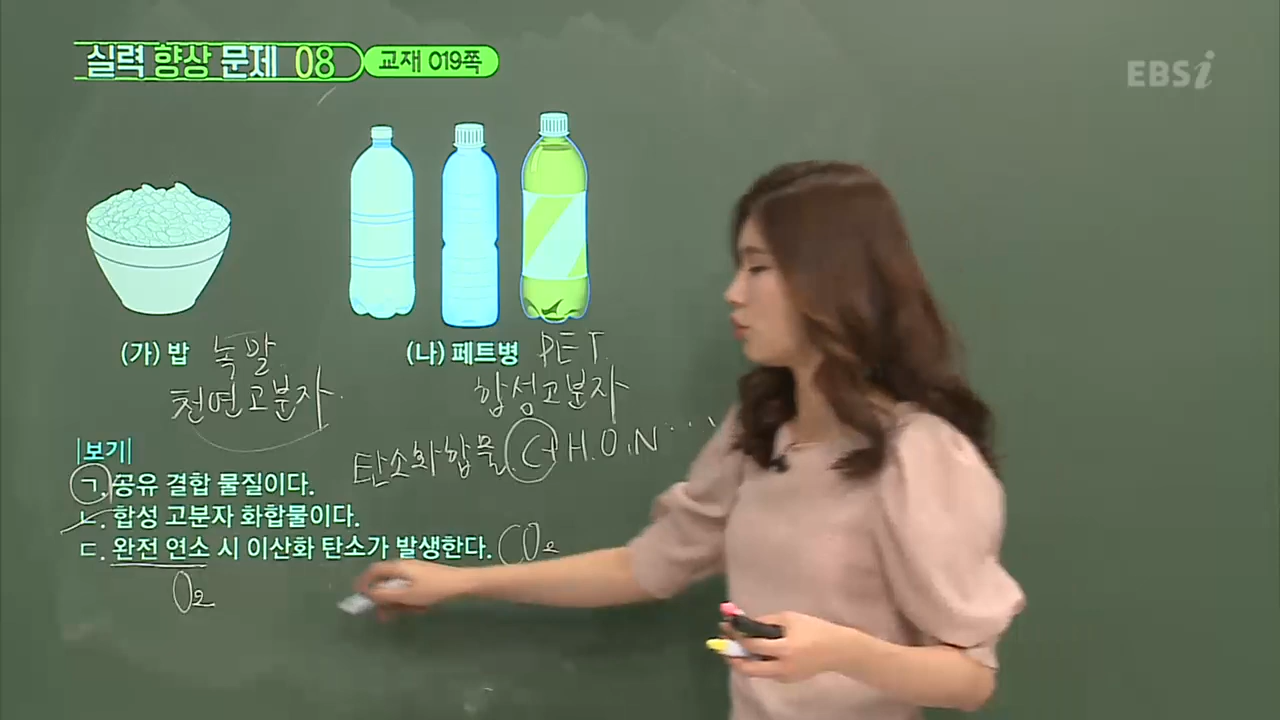 실력 향상 문제 08 교재 019쪽
EBSi
(가) 밥 녹말
천연고분자
(나) 페트병 PET
합성고분자
탄소화합물 C+H.O.N····
|보기|
ㄱ. 공유 결합 물질이다.
ㄴ. 합성 고분자 화합물이다.
ㄷ. 완전 연소 시 이산화 탄소가 발생한다. CO₂
O₂